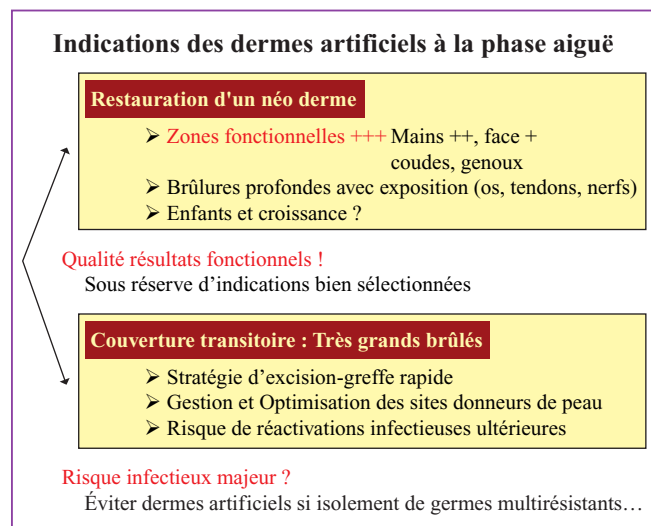 Indications des dermes artificiels à la phase aiguë
Restauration d'un néo derme
➢ Zones fonctionnelles +++ Mains ++, face +
coudes, genoux
➢ Brûlures profondes avec exposition (os, tendons, nerfs)
➢ Enfants et croissance ?
Qualité résultats fonctionnels !
Sous réserve d’indications bien sélectionnées
Couverture transitoire : Très grands brûlés
➢ Stratégie d’excision-greffe rapide
➢ Gestion et Optimisation des sites donneurs de peau
➢ Risque de réactivations infectieuses ultérieures
Risque infectieux majeur ?
Éviter dermes artificiels si isolement de germes multirésistants…